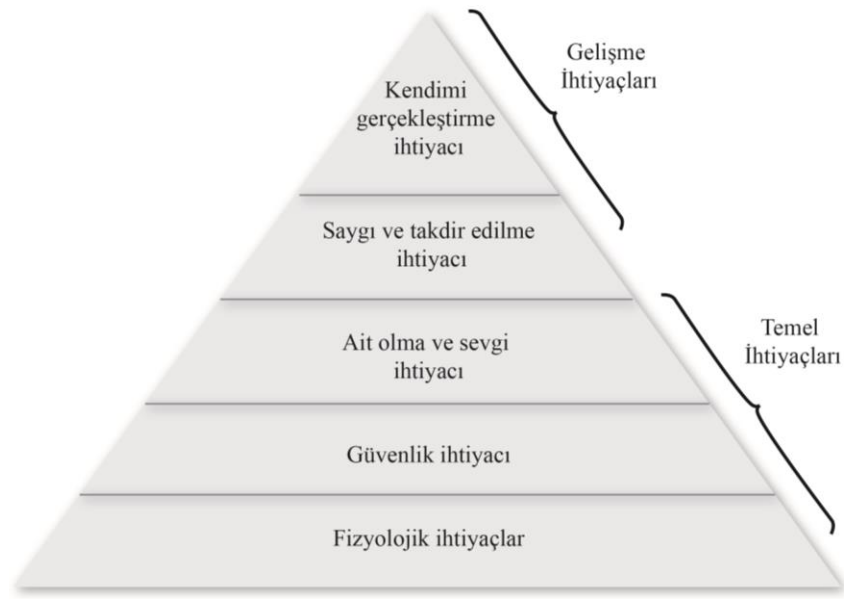 Gelişme
İhtiyaçları
Kendimi
gerçekleştirme
ihtiyacı
Saygı ve takdir edilme
ihtiyacı
Temel
İhtiyaçları
Ait olma ve sevgi
ihtiyacı
Güvenlik ihtiyacı
Fizyolojik ihtiyaçlar